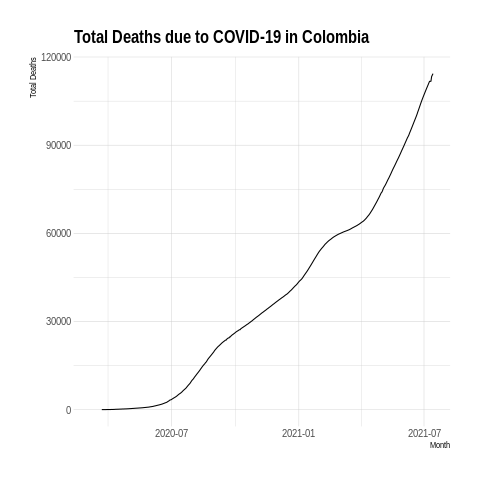 Total Deaths due to COVID-19 in Colombia
Total Deaths
120000
90000
60000
30000
0
2020-07 2021-01 2021-07
Month